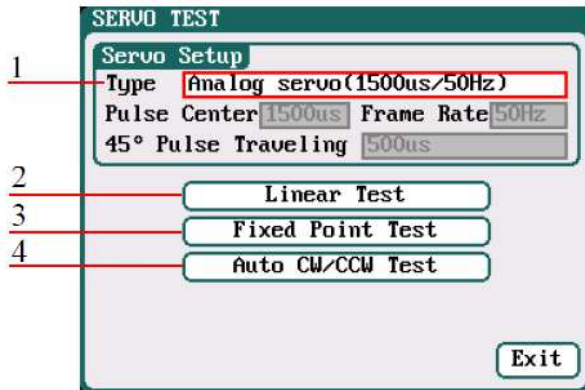 SERVO TEST
Servo Setup
1
Type Analog servo(1500us/50Hz)
Pulse Center 1500us Frame Rate 50Hz
45° Pulse Traveling 500us
2
Linear Test
3
Fixed Point Test
4
Auto CW/CCW Test
Exit